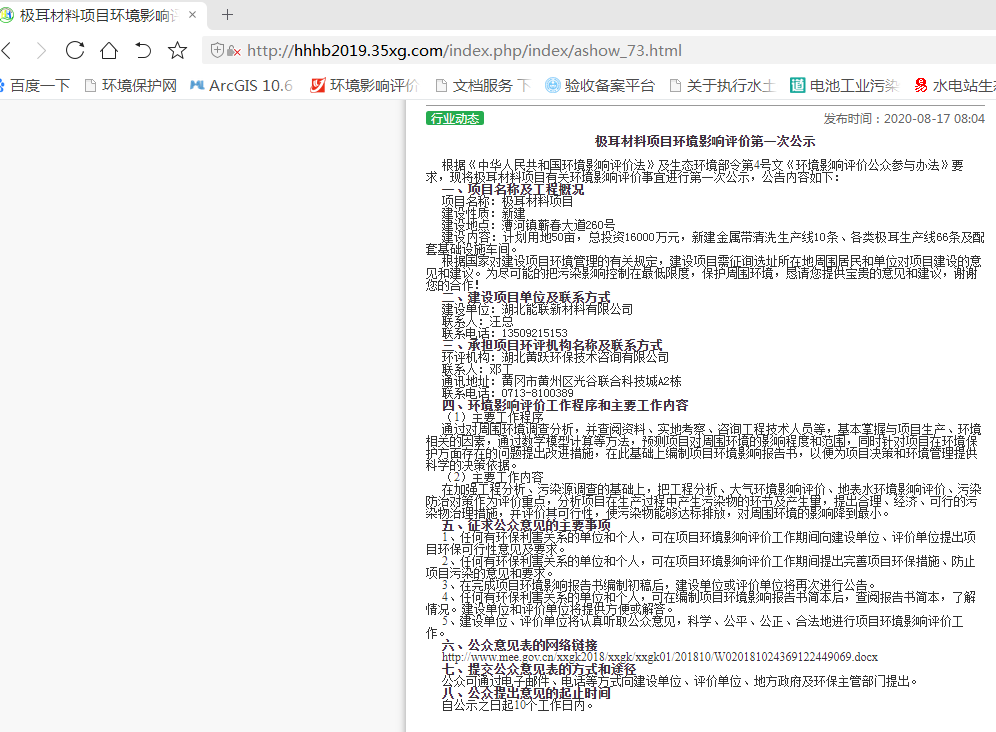 极耳材料项目环境影响评
http://hhhb2019.35xg.com/index.php/index/ashow_73.html
百度一下 环境保护网 ArcGIS 10.6 环境影响评价 文档服务 下 验收备案平台 关于执行水土 电池工业污染 水电站生态
行业动态 发布时间：2020-08-17 08:04
极耳材料项目环境影响评价第一次公示
根据《中华人民共和国环境影响评价法》及生态环境部令第4号文《环境影响评价公众参与办法》要
求，现将极耳材料项目有关环境影响评价事宜进行第一次公示，公告内容如下：
一、项目名称及工程概况
项目名称：极耳材料项目
建设性质：新建
建设地点：漕河镇蕲春大道260号
建设内容：计划用地50亩，总投资16000万元，新建金属带清洗生产线10条、各类极耳生产线66条及配
套基础设施车间。
根据国家对建设项目环境管理的有关规定，建设项目需征询选址所在地周围居民和单位对项目建设的意
见和建议。为尽可能的把污染影响控制在最低限度，保护周围环境，恳请您提供宝贵的意见和建议，谢谢
您的合作！
二、建设项目单位及联系方式
建设单位：湖北能联新材料有限公司
联系人：汪总
联系电话：13509215153
三、承担项目环评机构名称及联系方式
环评机构：湖北黄跃环保技术咨询有限公司
联系人：邓工
通讯地址：黄冈市黄州区光谷联合科技城A2栋
联系电话：0713-8100389
四、环境影响评价工作程序和主要工作内容
（1）主要工作程序
通过对周围环境调查分析，并查阅资料、实地考察、咨询工程技术人员等，基本掌握与项目生产、环境
相关的因素，通过数学模型计算等方法，预测项目对周围环境的影响程度和范围，同时针对项目在环境保
护方面存在的问题提出改进措施，在此基础上编制项目环境影响报告书，以便为项目决策和环境管理提供
科学的决策依据。
（2）主要工作内容
在加强工程分析、污染源调查的基础上，把工程分析、大气环境影响评价、地表水环境影响评价、污染
防治对策作为评价重点，分析项目在生产过程中产生污染物的环节及产生量，提出合理、经济、可行的污
染物治理措施，并评价其可行性，使污染物能够达标排放，对周围环境的影响降到最小。
五、征求公众意见的主要事项
1、任何有环保利害关系的单位和个人，可在项目环境影响评价工作期间向建设单位、评价单位提出项
目环保可行性意见及要求。
2、任何有环保利害关系的单位和个人，可在项目环境影响评价工作期间提出完善项目环保措施、防止
项目污染的意见和要求。
3、在完成项目环境影响报告书编制初稿后，建设单位或评价单位将再次进行公告。
4、任何有环保利害关系的单位和个人，可在编制项目环境影响报告书简本后，查阅报告书简本，了解
情况。建设单位和评价单位将提供方便或解答。
5、建设单位、评价单位将认真听取公众意见，科学、公平、公正、合法地进行项目环境影响评价工
作。
六、公众意见表的网络链接
http://www.mee.gov.cn/xxgk2018/xxgk/xxgk01/201810/W020181024369122449069.docx
七、提交公众意见表的方式和途径
公众可通过电子邮件、电话等方式向建设单位、评价单位、地方政府及环保主管部门提出。
八、公众提出意见的起止时间
自公示之日起10个工作日内。